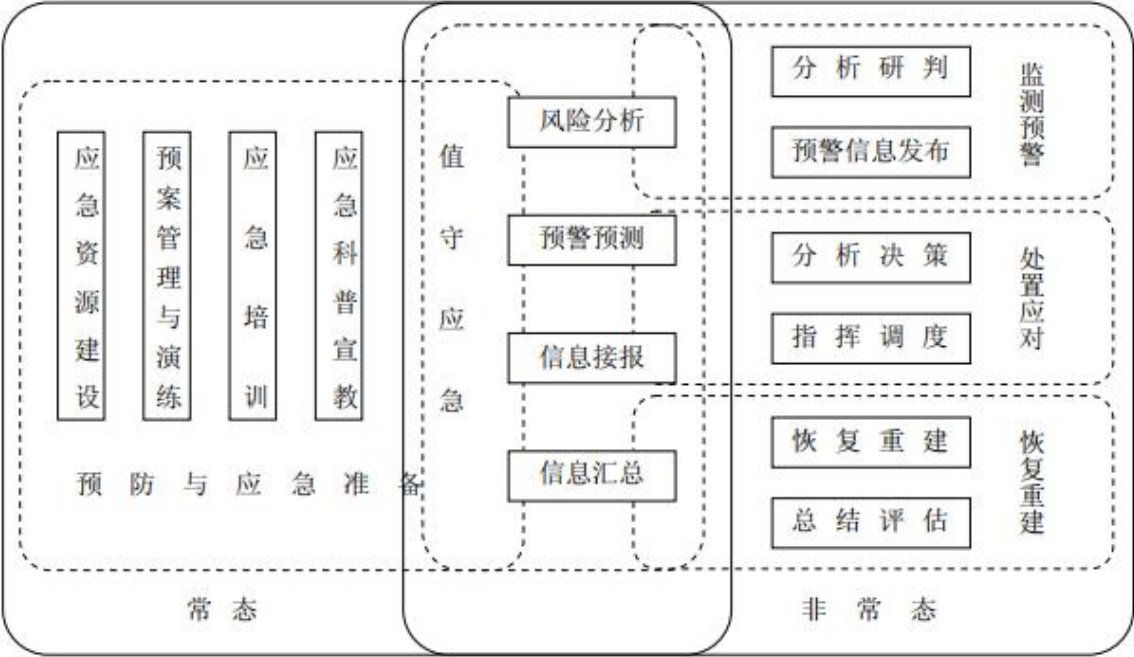 应急资源建设
预案管理与演练
应急培训
应急科普宣教
预防与应急准备
值守应急
风险分析
预警预测
信息接报
信息汇总
分析研判
预警信息发布
监测预警
分析决策
指挥调度
处置应对
恢复重建
总结评估
恢复重建
常态
非常态